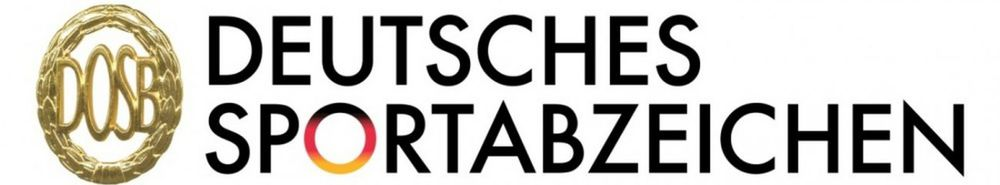 DOSB
DEUTSCHES
SPORTABZEICHEN